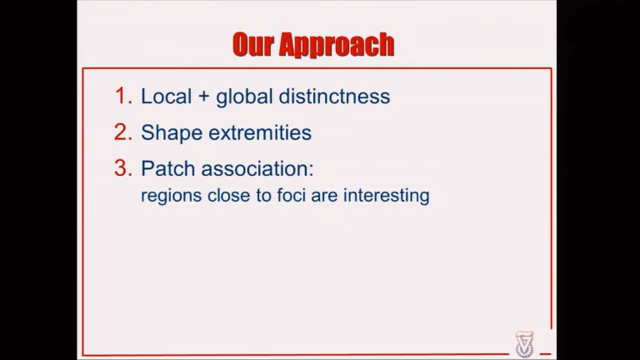 Our Approach
1. Local + global distinctness
2. Shape extremities
3. Patch association:
regions close to foci are interesting